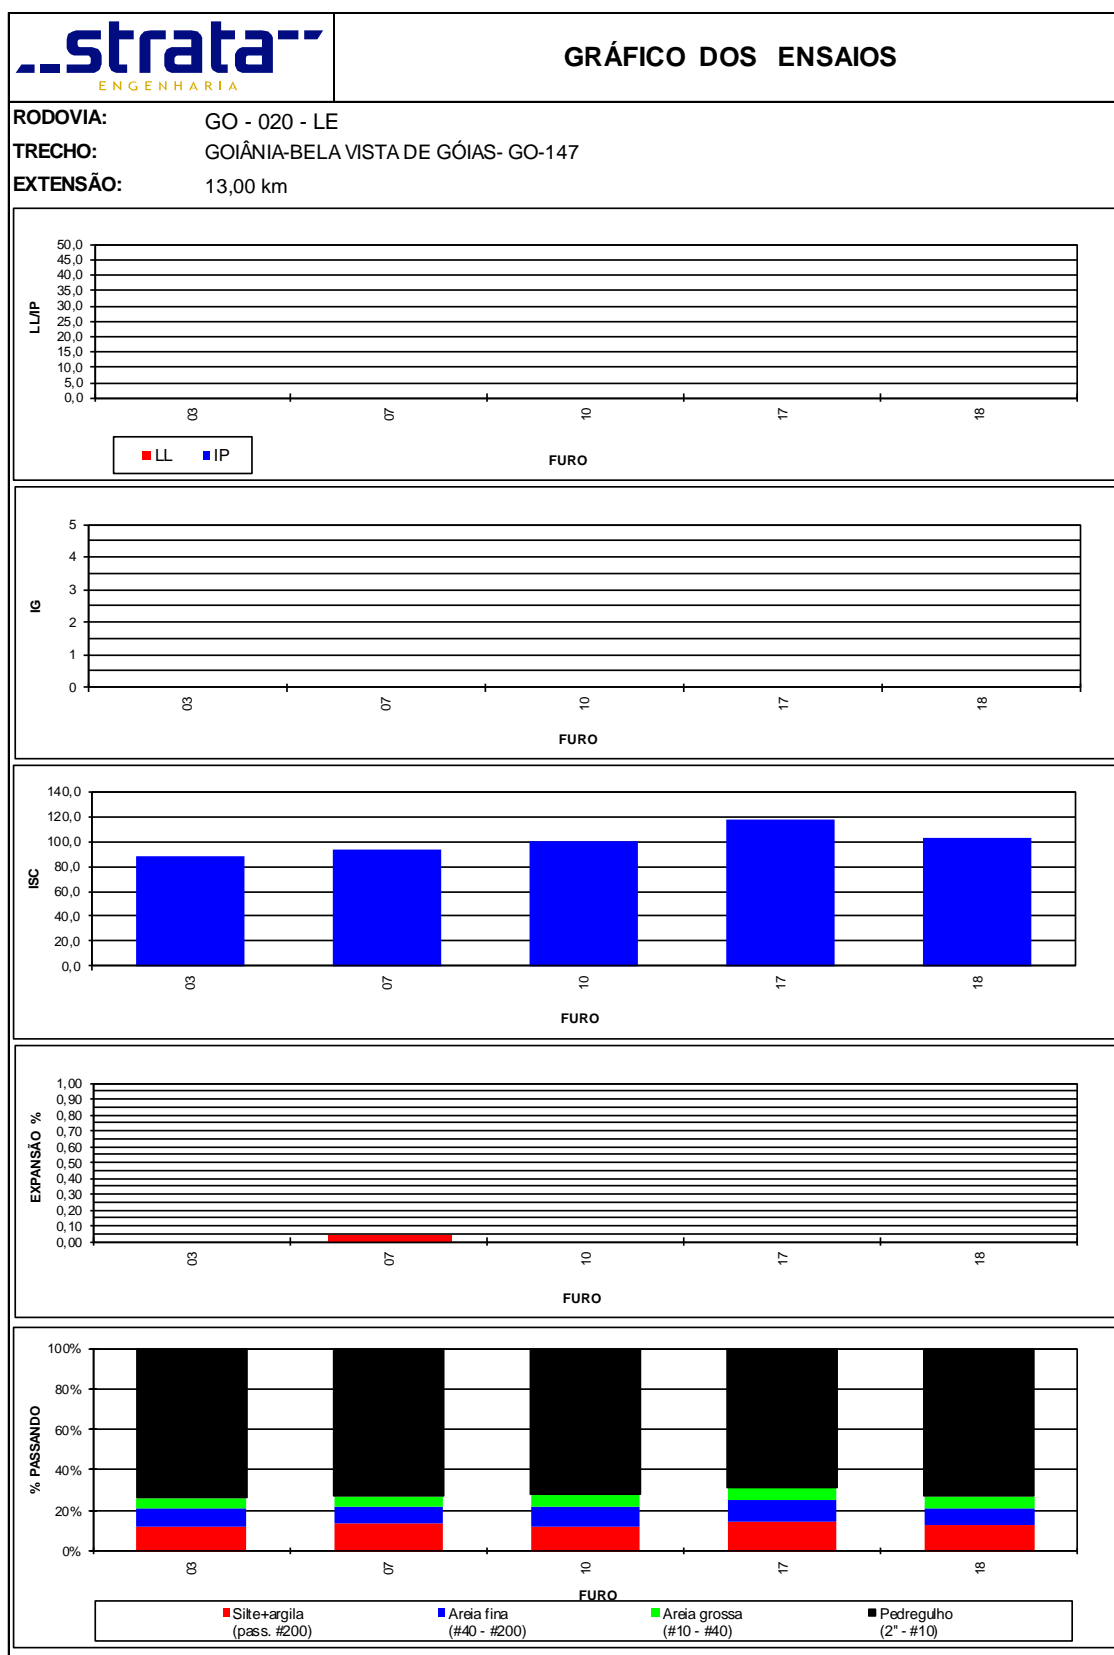 strata
ENGENHARIA
GRÁFICO DOS ENSAIOS
RODOVIA: GO - 020 - LE
TRECHO: GOIÂNIA-BELA VISTA DE GÓIAS- GO-147
EXTENSÃO: 13,00 km
LL/IP
50,0
45,0
40,0
35,0
30,0
25,0
20,0
15,0
10,0
5,0
0,0
03 07 10 17 18
LL IP
FURO
IG
5
4
3
2
1
0
03 07 10 17 18
FURO
ISC
140,0
120,0
100,0
80,0
60,0
40,0
20,0
0,0
03 07 10 17 18
FURO
EXPANSÃO %
1,00
0,90
0,80
0,70
0,60
0,50
0,40
0,30
0,20
0,10
0,00
03 07 10 17 18
FURO
% PASSANDO
100%
80%
60%
40%
20%
0%
03 07 10 17 18
FURO
Silte+argila Areia fina Areia grossa Pedregulho
(pass. #200) (#40 - #200) (#10 - #40) (2" - #10)